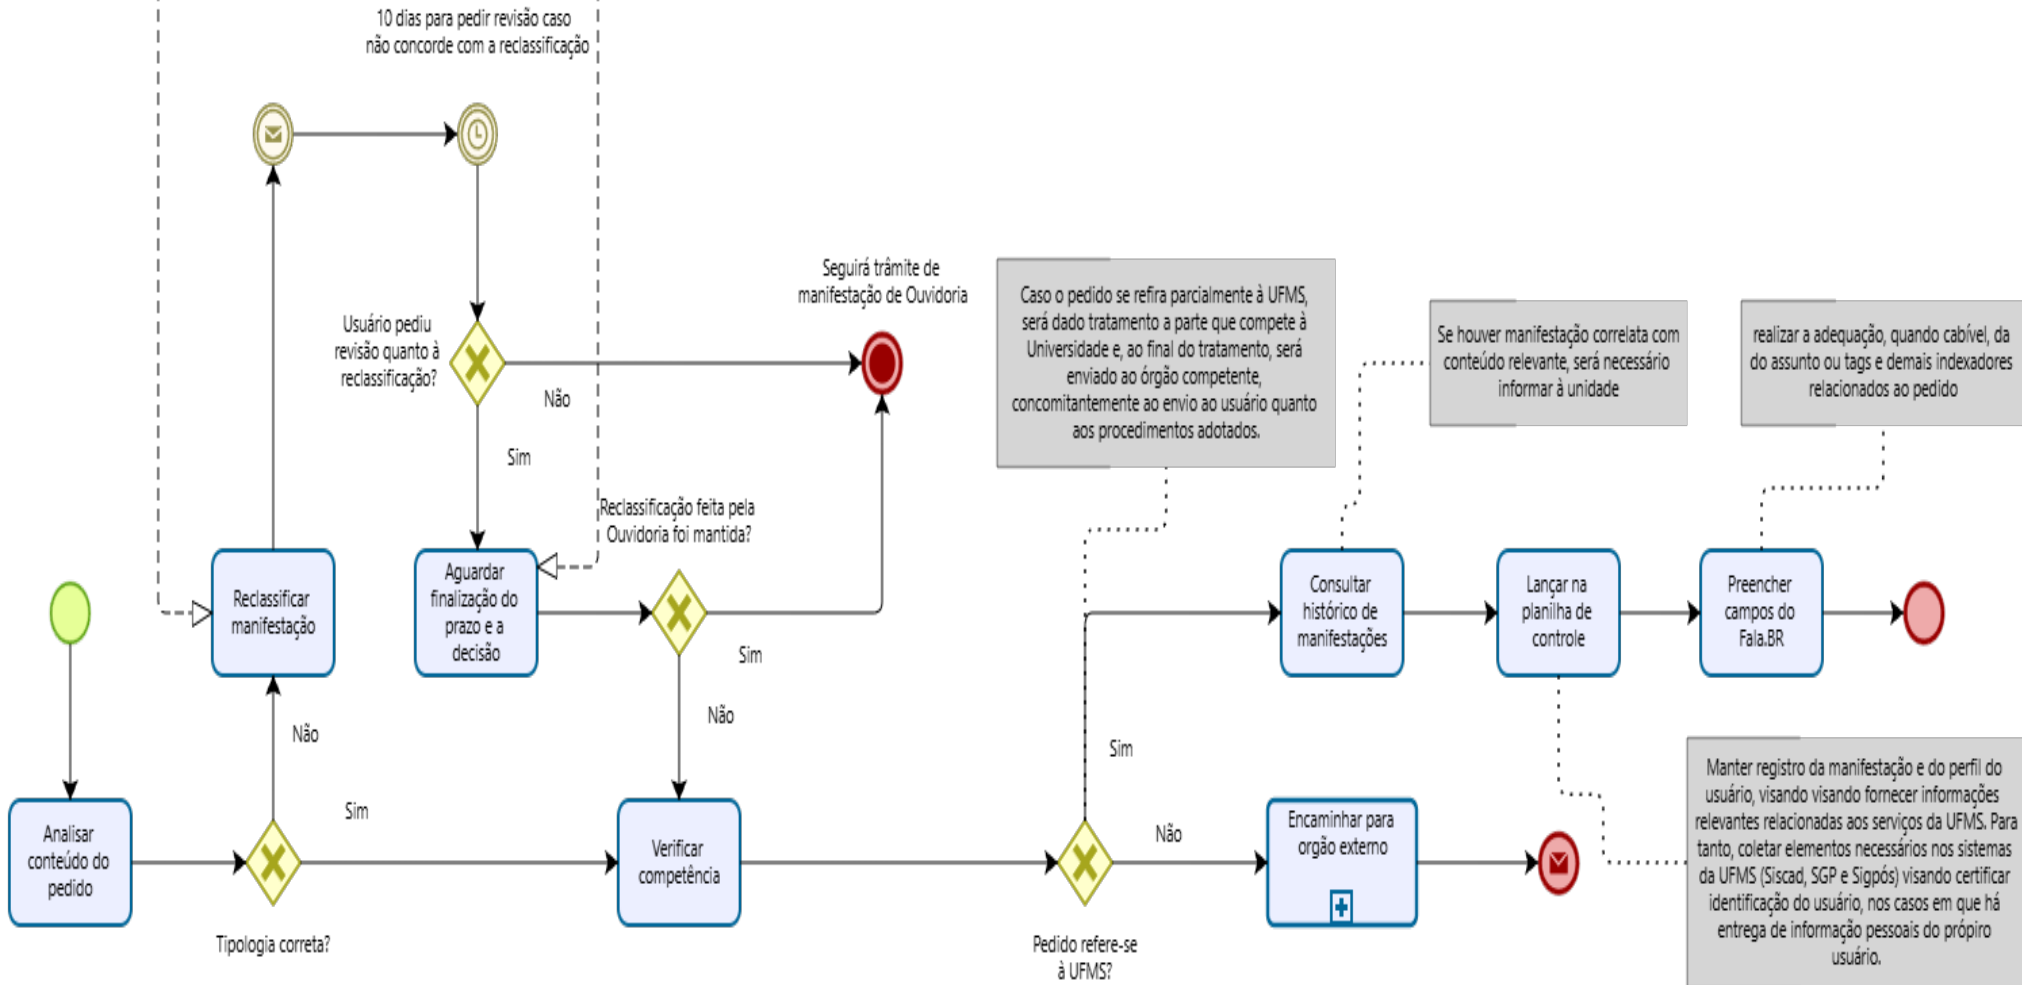 10 dias para pedir revisão caso
não concorde com a reclassificação
Seguirá trâmite de
manifestação de Ouvidoria
Usuário pediu
revisão quanto à
reclassificação?
Não
Sim
Caso o pedido se refira parcialmente à UFMS,
será dado tratamento a parte que compete à
Universidade e, ao final do tratamento, será
enviado ao órgão competente,
concomitantemente ao envio ao usuário quanto
aos procedimentos adotados.
Se houver manifestação correlata com
conteúdo relevante, será necessário
informar à unidade
realizar a adequação, quando cabível, da
do assunto ou tags e demais indexadores
relacionados ao pedido
Reclassificação feita pela
Ouvidoria foi mantida?
Reclassificar
manifestação
Aguardar
finalização do
prazo e a
decisão
Sim
Não
Consultar
histórico de
manifestações
Lançar na
planilha de
controle
Preencher
campos do
Fala.BR
Não
Sim
Sim
Não
Analisar
conteúdo do
pedido
Tipologia correta?
Verificar
competência
Pedido refere-se
à UFMS?
Encaminhar para
orgão externo
Manter registro da manifestação e do perfil do
usuário, visando visando fornecer informações
relevantes relacionadas aos serviços da UFMS. Para
tanto, coletar elementos necessários nos sistemas
da UFMS (Siscad, SGP e Sigpós) visando certificar
identificação do usuário, nos casos em que há
entrega de informação pessoais do própiro
usuário.